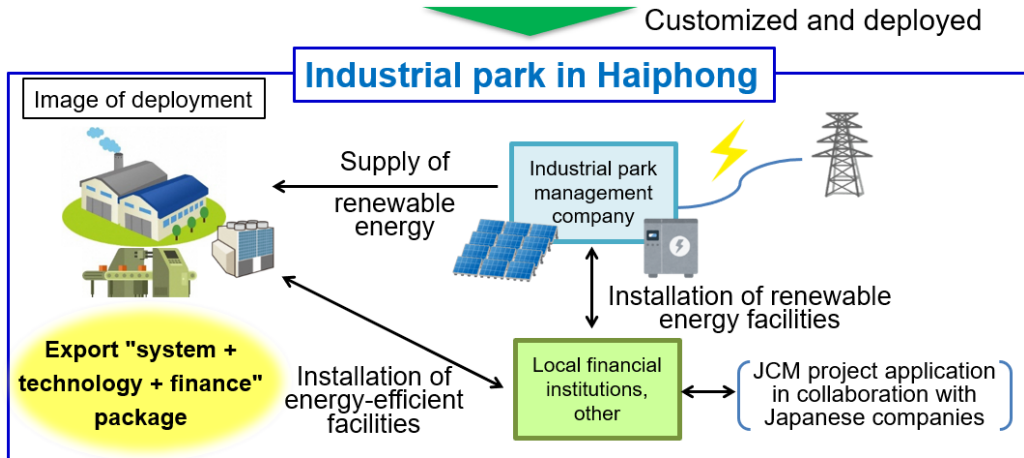 Customized and deployed
Industrial park in Haiphong
Image of deployment
Supply of
renewable
energy
Industrial park
management
company
Installation of renewable
energy facilities
Export "system +
technology + finance"
package
Installation of
energy-efficient
facilities
Local financial
institutions,
other
JCM project application
in collaboration with
Japanese companies